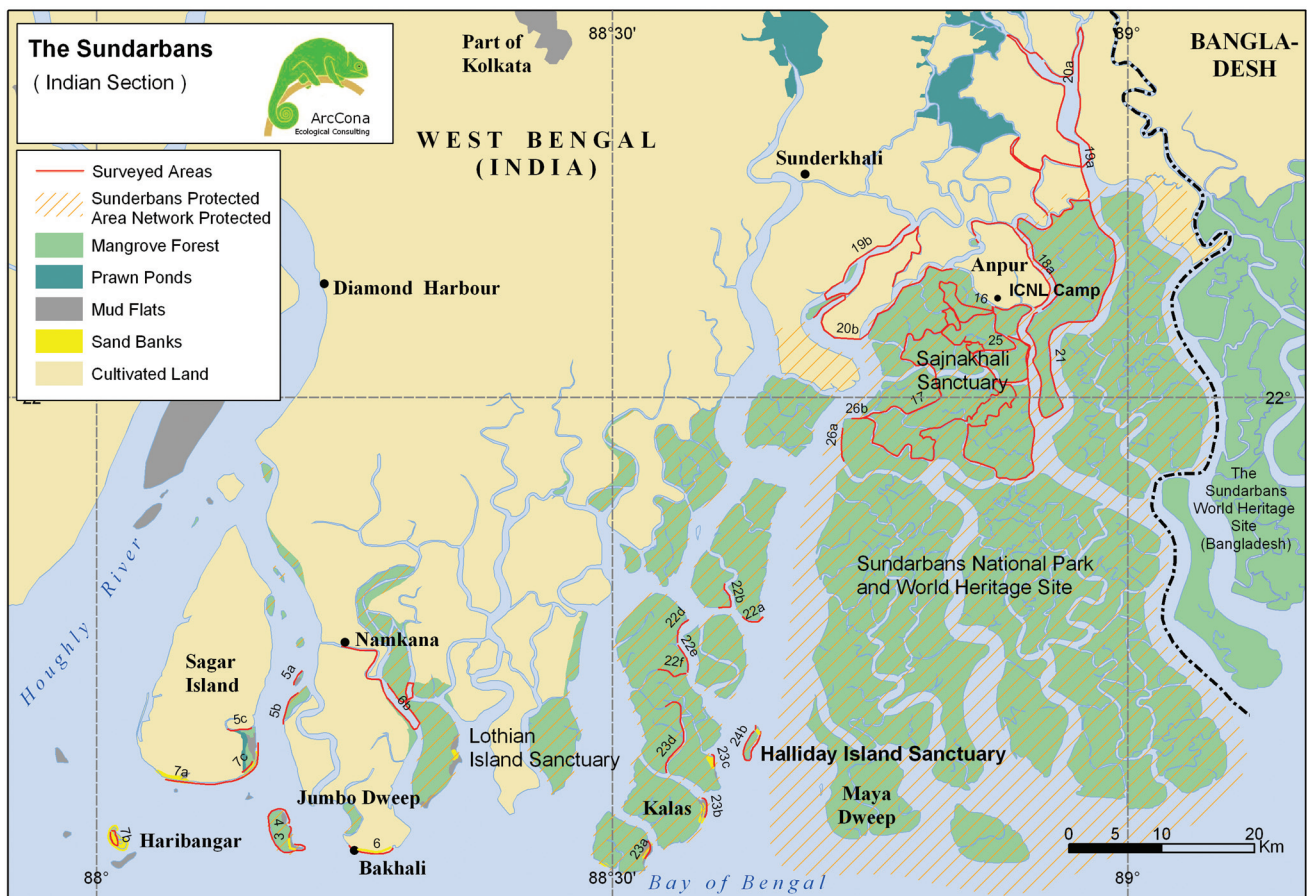 The Sundarbans
( Indian Section )
ArcCona
Ecological Consulting
Surveyed Areas
Sunderbans Protected
Area Network Protected
Mangrove Forest
Prawn Ponds
Mud Flats
Sand Banks
Cultivated Land
Part of
Kolkata
88°30'
89°
BANGLA-
DESH
WEST BENGAL
(INDIA)
Sunderkhali
20a
19a
19b
18a
Anpur
ICNL Camp
16
Diamond Harbour
20b
25
21
Sajnakhali
Sanctuary
17
26b
26a
22°
22°
The
Sundarbans
World Heritage
Site
(Bangladesh)
Houghly River
Sundarbans National Park
and World Heritage Site
22b
22a
22d
22e
22f
Namkana
Sagar
Island
5a
5b
5c
6b
7a
7c
Lothian
Island Sanctuary
23d
23c
24b
Halliday Island Sanctuary
Jumbo Dweep
Kalas
23b
Maya
Dweep
7b
Haribangar
4
3
6
Bakhali
23a
0 5 10 20
Km
88°
88°30'
Bay of Bengal
89°